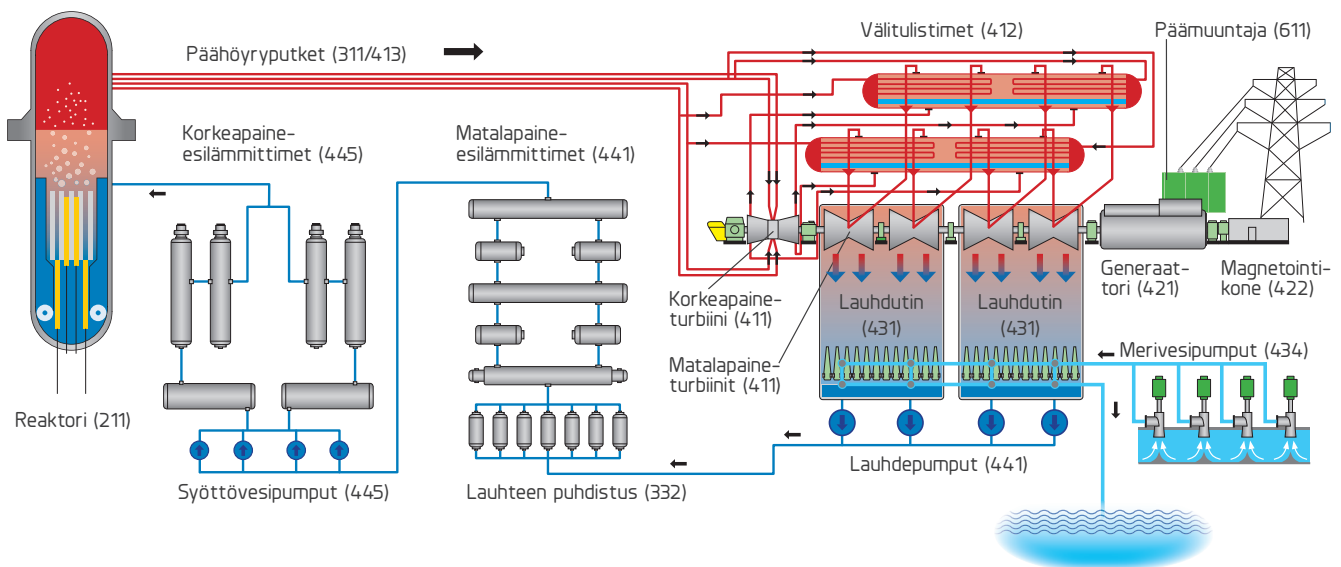 Päähöyryputket (311/413)
Välitulistimet (412)
Päämuuntaja (611)
Korkeapaine-
esilämmittimet (445)
Matalapaine-
esilämmittimet (441)
Korkeapaine-
turbiini (411)
Matalapaine-
turbiinit (411)
Lauhdutin
(431)
Lauhdutin
(431)
Generaat-
tori (421)
Magnetointi-
kone (422)
Merivesipumput (434)
Reaktori (211)
Syöttövesipumput (445)
Lauhteen puhdistus (332)
Lauhdepumput (441)